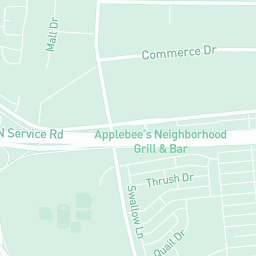 Mall Dr
Commerce Dr
N Service Rd
Applebee's Neighborhood
Grill & Bar
Thrush Dr
Swallow Ln
Quail Dr